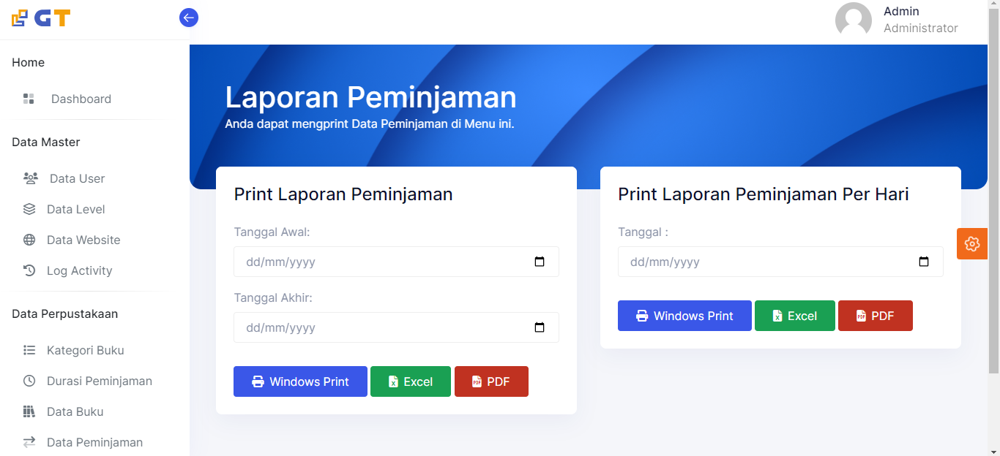 GT
Admin
Administrator
Home
Dashboard
Data Master
Data User
Data Level
Data Website
Log Activity
Data Perpustakaan
Kategori Buku
Durasi Peminjaman
Data Buku
Data Peminjaman
Laporan Peminjaman
Anda dapat mengprint Data Peminjaman di Menu ini.
Print Laporan Peminjaman
Tanggal Awal:
dd/mm/yyyy
Tanggal Akhir:
dd/mm/yyyy
Windows Print Excel PDF
Print Laporan Peminjaman Per Hari
Tanggal :
dd/mm/yyyy
Windows Print Excel PDF